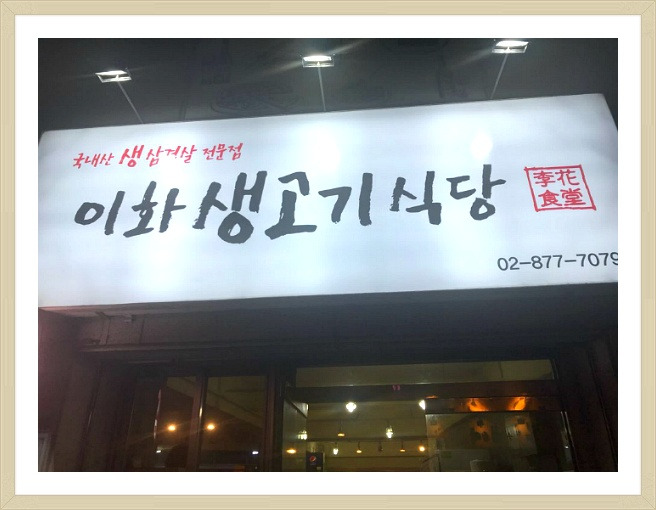 국내산 생삼겹살 전문점
이화생고기식당
李花
食堂
02-877-7079